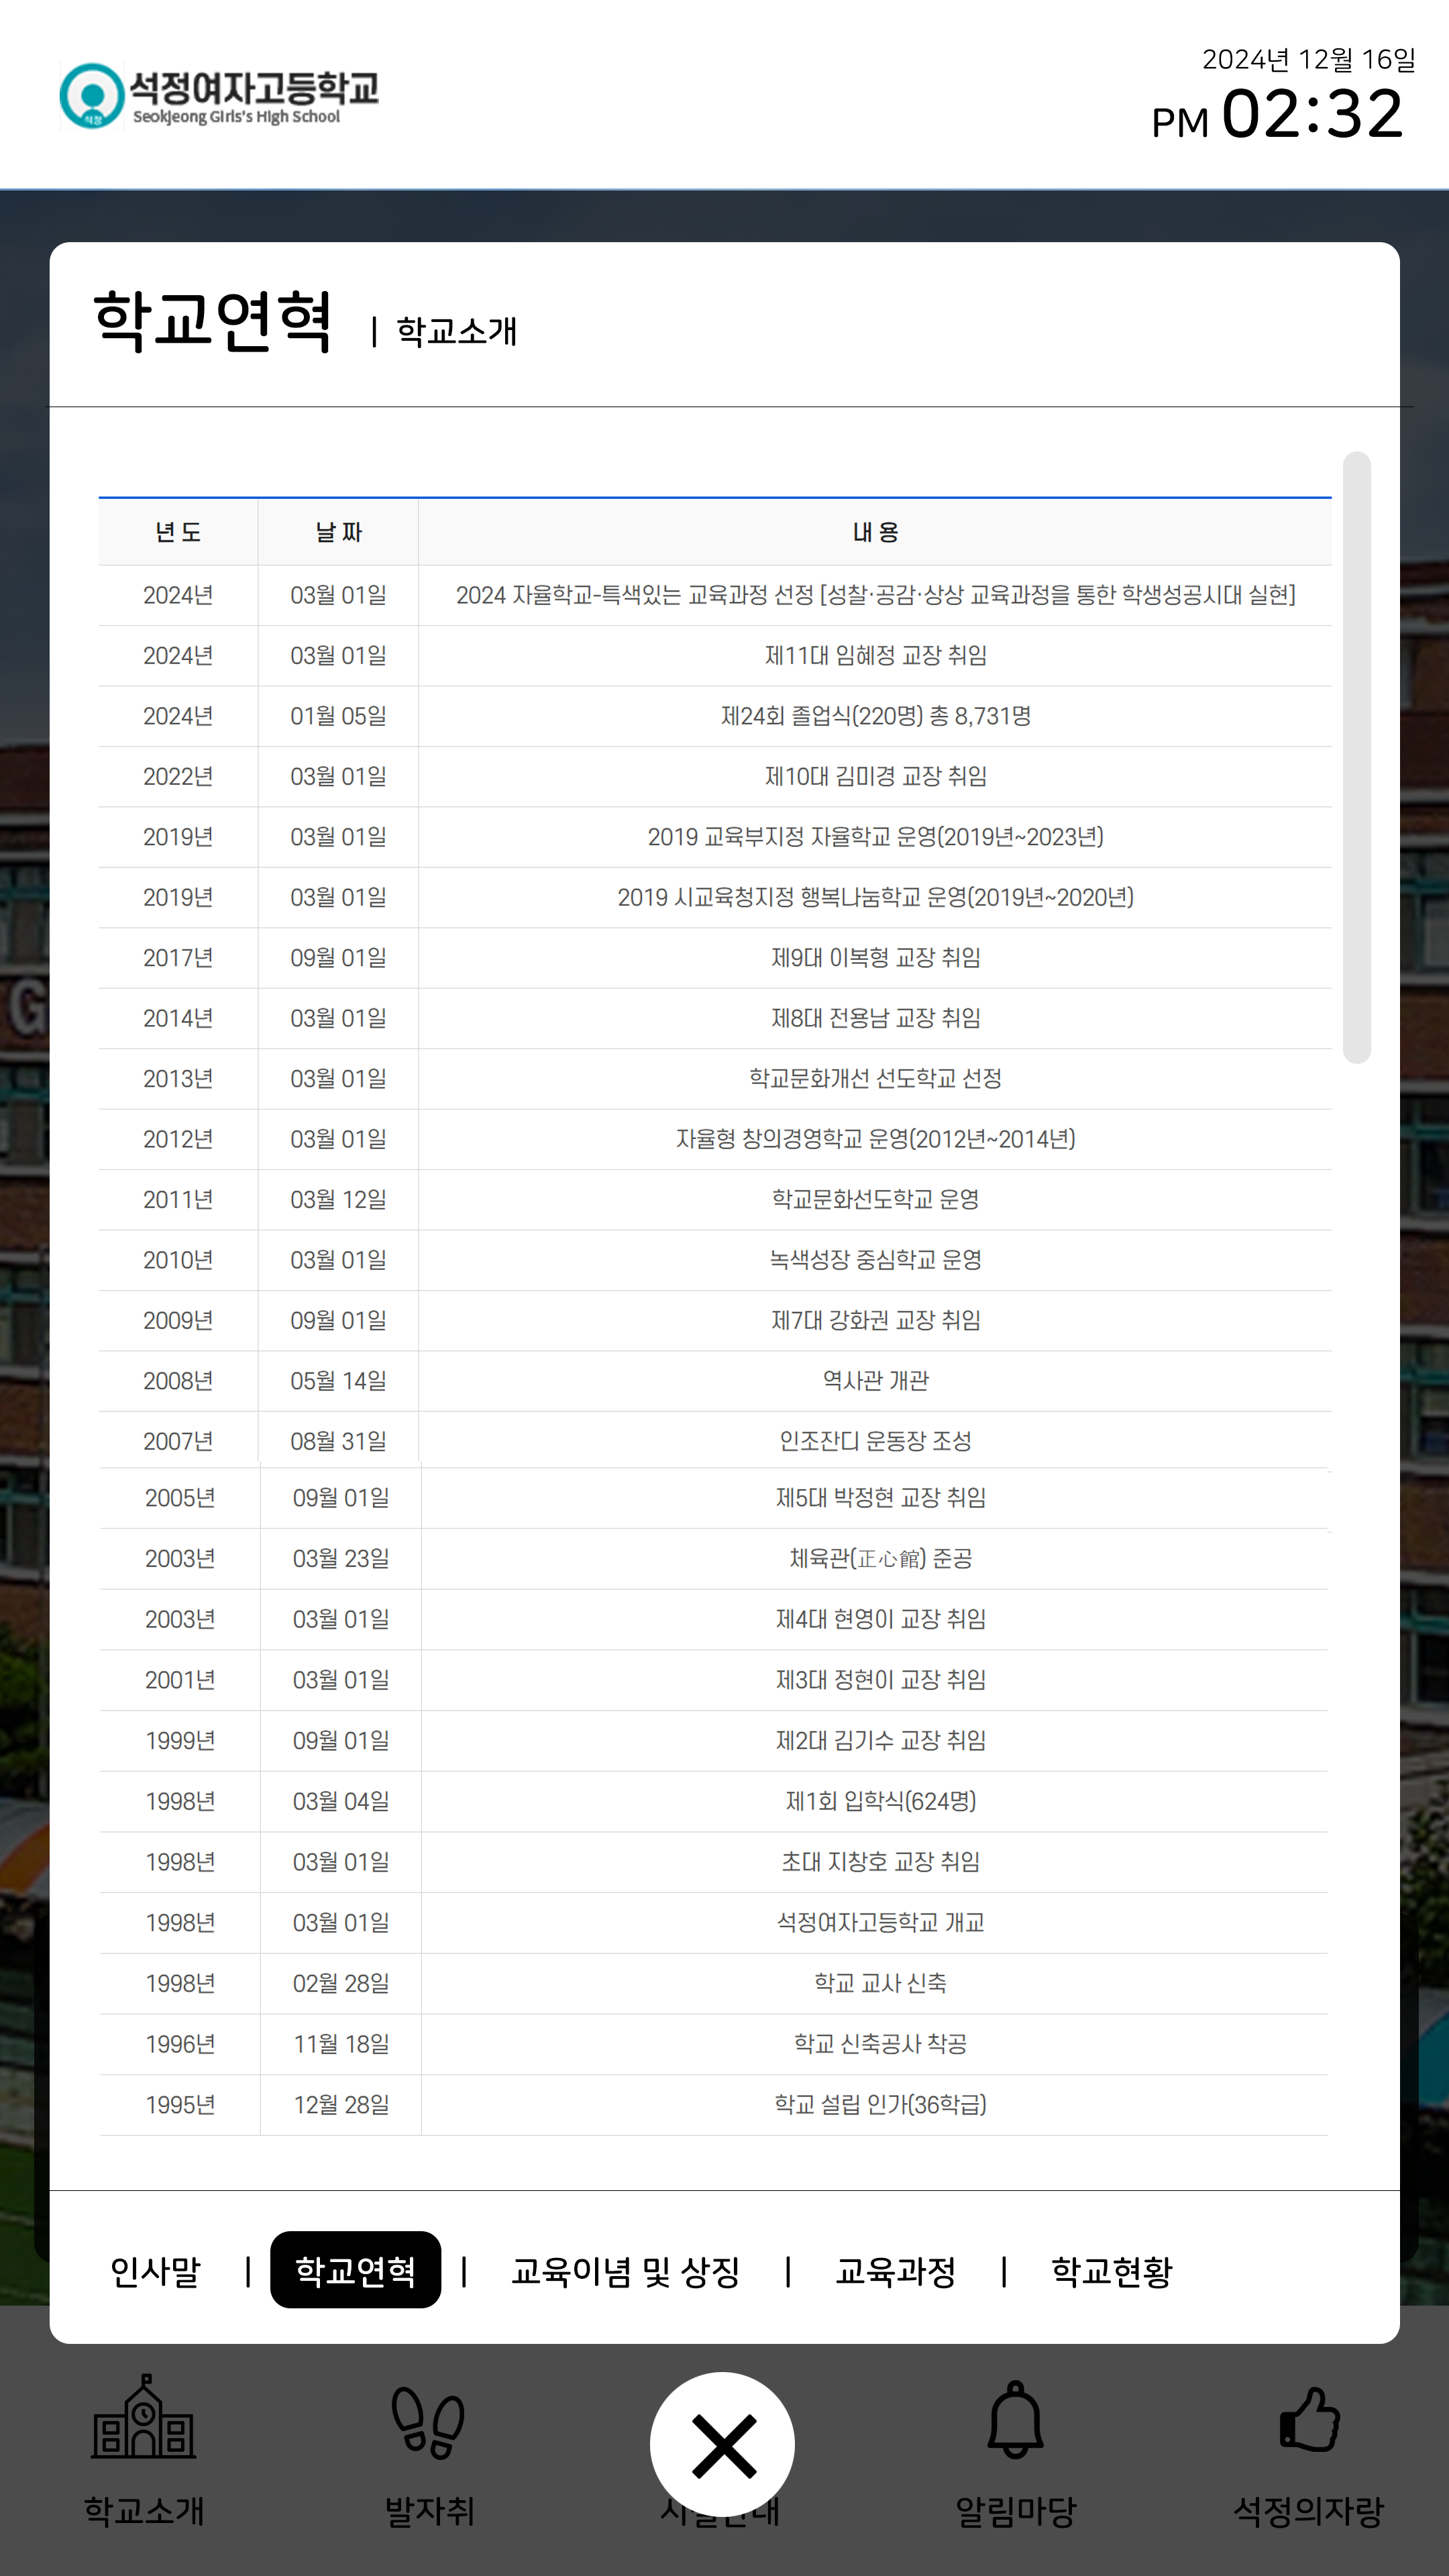 석정여자고등학교
Seokjeong Girls's High School
2024년 12월 16일
PM 02:32
학교연혁 | 학교소개
년 도 날 짜 내 용
2024년 03월 01일 2024 자율학교-특색있는 교육과정 선정 [성찰·공감·상상 교육과정을 통한 학생성공시대 실현]
2024년 03월 01일 제11대 임혜정 교장 취임
2024년 01월 05일 제24회 졸업식(220명) 총 8,731명
2022년 03월 01일 제10대 김미경 교장 취임
2019년 03월 01일 2019 교육부지정 자율학교 운영(2019년~2023년)
2019년 03월 01일 2019 시교육청지정 행복나눔학교 운영(2019년~2020년)
2017년 09월 01일 제9대 이복형 교장 취임
2014년 03월 01일 제8대 전용남 교장 취임
2013년 03월 01일 학교문화개선 선도학교 선정
2012년 03월 01일 자율형 창의경영학교 운영(2012년~2014년)
2011년 03월 12일 학교문화선도학교 운영
2010년 03월 01일 녹색성장 중심학교 운영
2009년 09월 01일 제7대 강화권 교장 취임
2008년 05월 14일 역사관 개관
2007년 08월 31일 인조잔디 운동장 조성
2005년 09월 01일 제5대 박정현 교장 취임
2003년 03월 23일 체육관(正心館) 준공
2003년 03월 01일 제4대 현영이 교장 취임
2001년 03월 01일 제3대 정현이 교장 취임
1999년 09월 01일 제2대 김기수 교장 취임
1998년 03월 04일 제1회 입학식(624명)
1998년 03월 01일 초대 지창호 교장 취임
1998년 03월 01일 석정여자고등학교 개교
1998년 02월 28일 학교 교사 신축
1996년 11월 18일 학교 신축공사 착공
1995년 12월 28일 학교 설립 인가(36학급)
인사말 | 학교연혁 | 교육이념 및 상징 | 교육과정 | 학교현황
학교소개 발자취 알림마당 석정의자랑